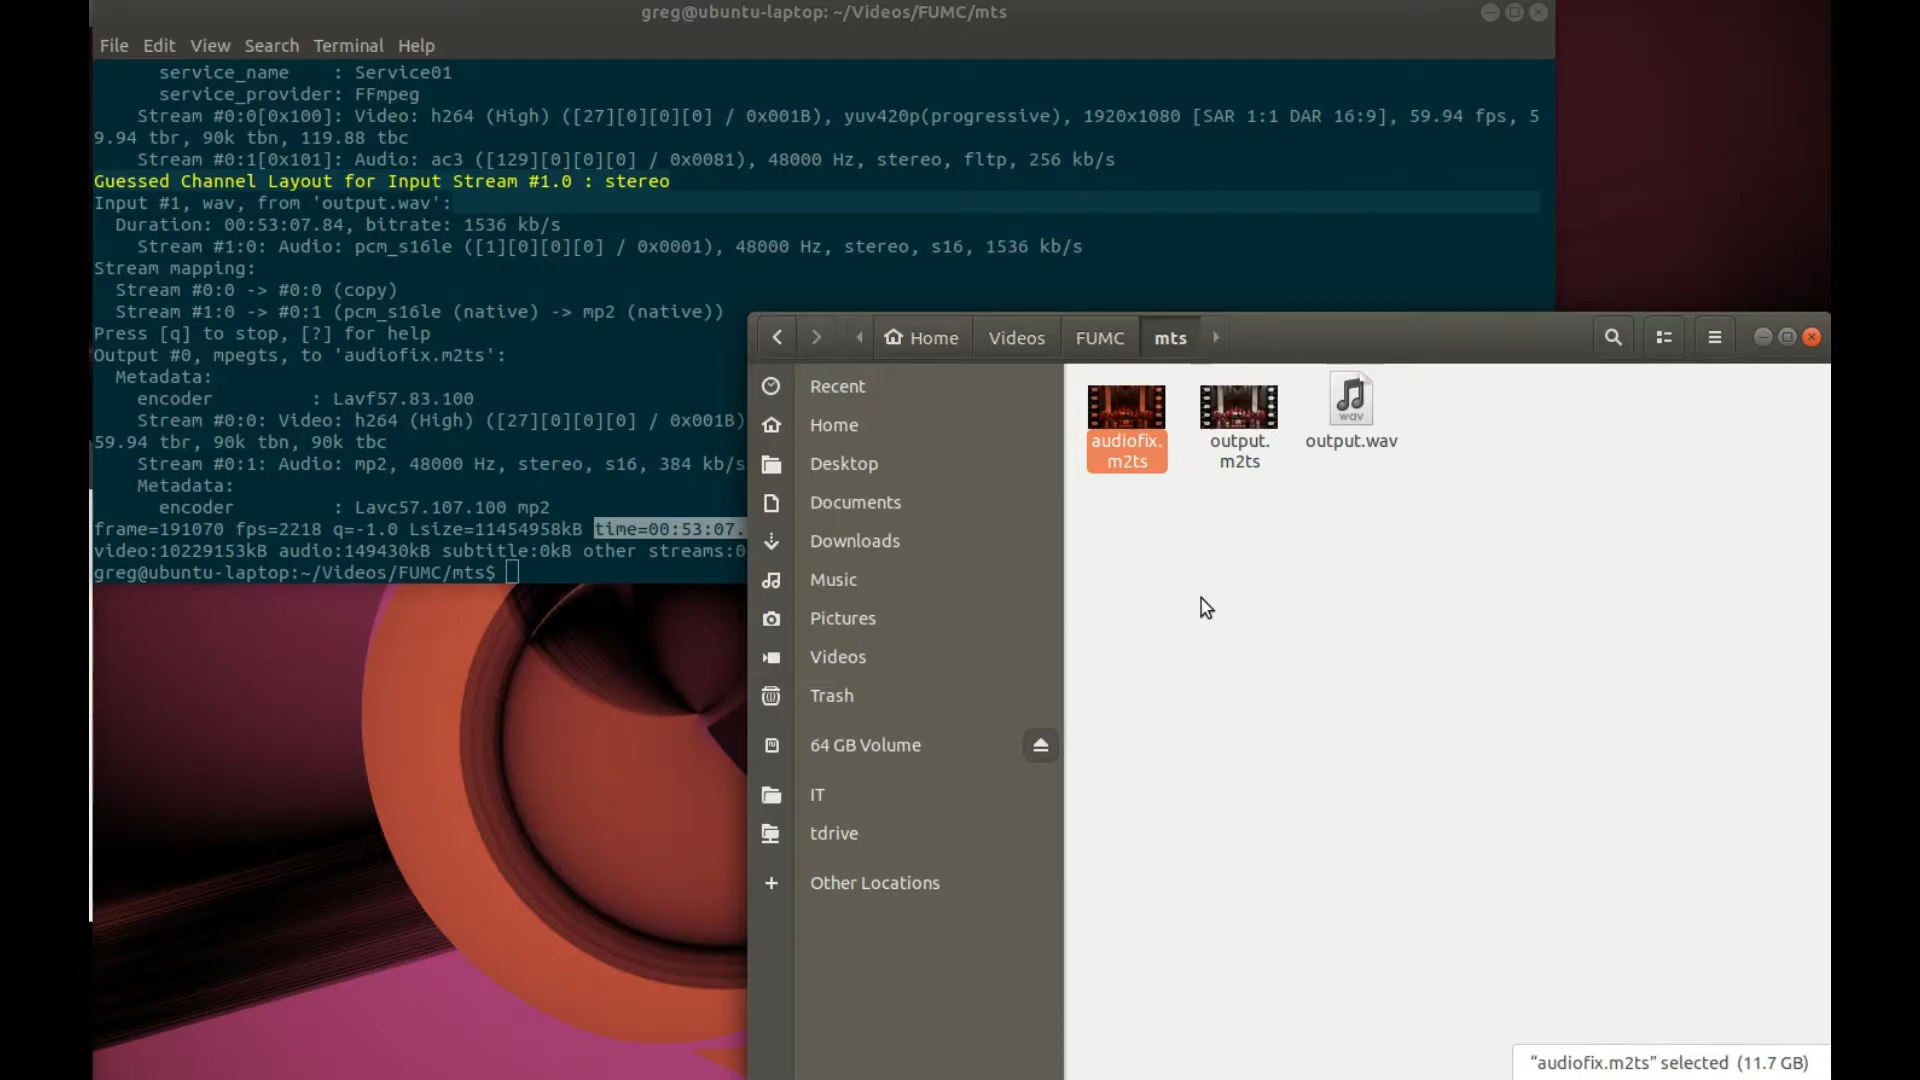 greg@ubuntu-laptop: ~/Videos/FUMC/mts
File Edit View Search Terminal Help
service_name    : Service01
service_provider: FFmpeg
Stream #0:0[0x100]: Video: h264 (High) ([27][0][0][0] / 0x001B), yuv420p(progressive), 1920x1080 [SAR 1:1 DAR 16:9], 59.94 fps, 5
9.94 tbr, 90k tbn, 119.88 tbc
Stream #0:1[0x101]: Audio: ac3 ([129][0][0][0] / 0x0081), 48000 Hz, stereo, fltp, 256 kb/s
Guessed Channel Layout for Input Stream #1.0 : stereo
Input #1, wav, from 'output.wav':
Duration: 00:53:07.84, bitrate: 1536 kb/s
Stream #1:0: Audio: pcm_s16le ([1][0][0][0] / 0x0001), 48000 Hz, stereo, s16, 1536 kb/s
Stream mapping:
Stream #0:0 -> #0:0 (copy)
Stream #1:0 -> #0:1 (pcm_s16le (native) -> mp2 (native))
Press [q] to stop, [?] for help
Output #0, mpegts, to 'audiofix.m2ts':
Metadata:
encoder         : Lavf57.83.100
Stream #0:0: Video: h264 (High) ([27][0][0][0] / 0x001B)
59.94 tbr, 90k tbn, 90k tbc
Stream #0:1: Audio: mp2, 48000 Hz, stereo, s16, 384 kb/s
Metadata:
encoder         : Lavc57.107.100 mp2
frame=191070 fps=2218 q=-1.0 Lsize=11454958kB time=00:53:07.
video:10229153kB audio:149430kB subtitle:0kB other streams:0
greg@ubuntu-laptop:~/Videos/FUMC/mts$
Home Videos FUMC mts
Recent
Home
Desktop
Documents
Downloads
Music
Pictures
Videos
Trash
64 GB Volume
IT
tdrive
Other Locations
audiofix.
m2ts
output.
m2ts
wav
output.wav
“audiofix.m2ts” selected (11.7 GB)